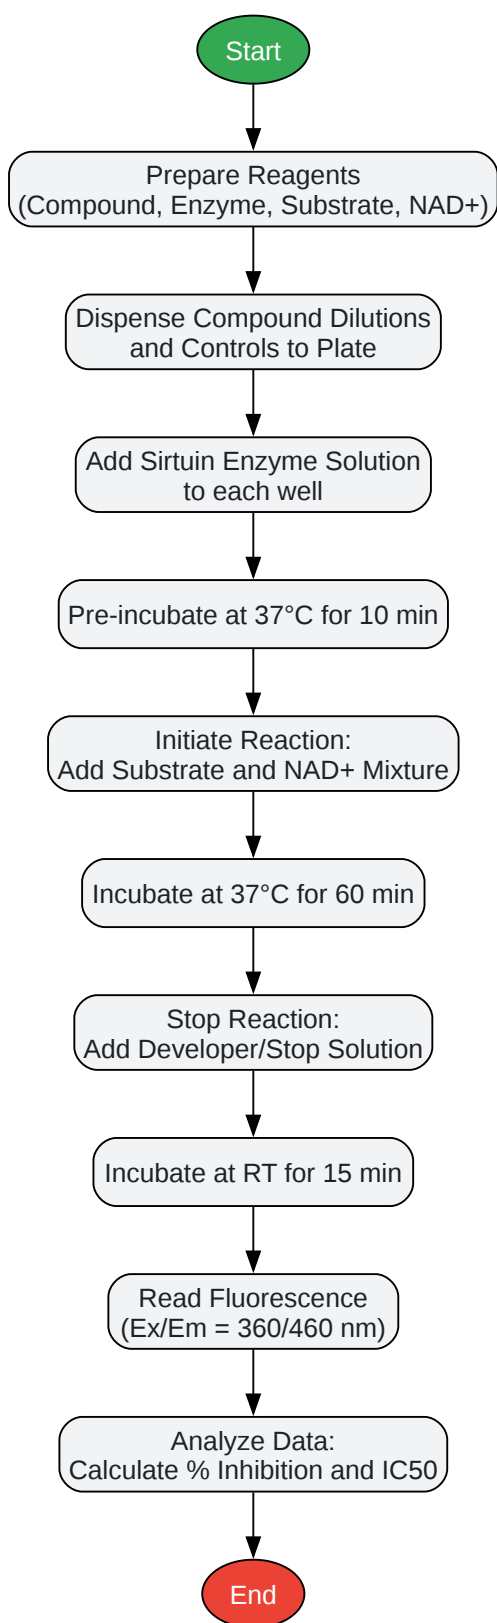 Start
Prepare Reagents
(Compound, Enzyme, Substrate, NAD+)
Dispense Compound Dilutions
and Controls to Plate
Add Sirtuin Enzyme Solution
to each well
Pre-incubate at 37°C for 10 min
Initiate Reaction:
Add Substrate and NAD+ Mixture
Incubate at 37°C for 60 min
Stop Reaction:
Add Developer/Stop Solution
Incubate at RT for 15 min
Read Fluorescence
(Ex/Em = 360/460 nm)
Analyze Data:
Calculate % Inhibition and IC50
End